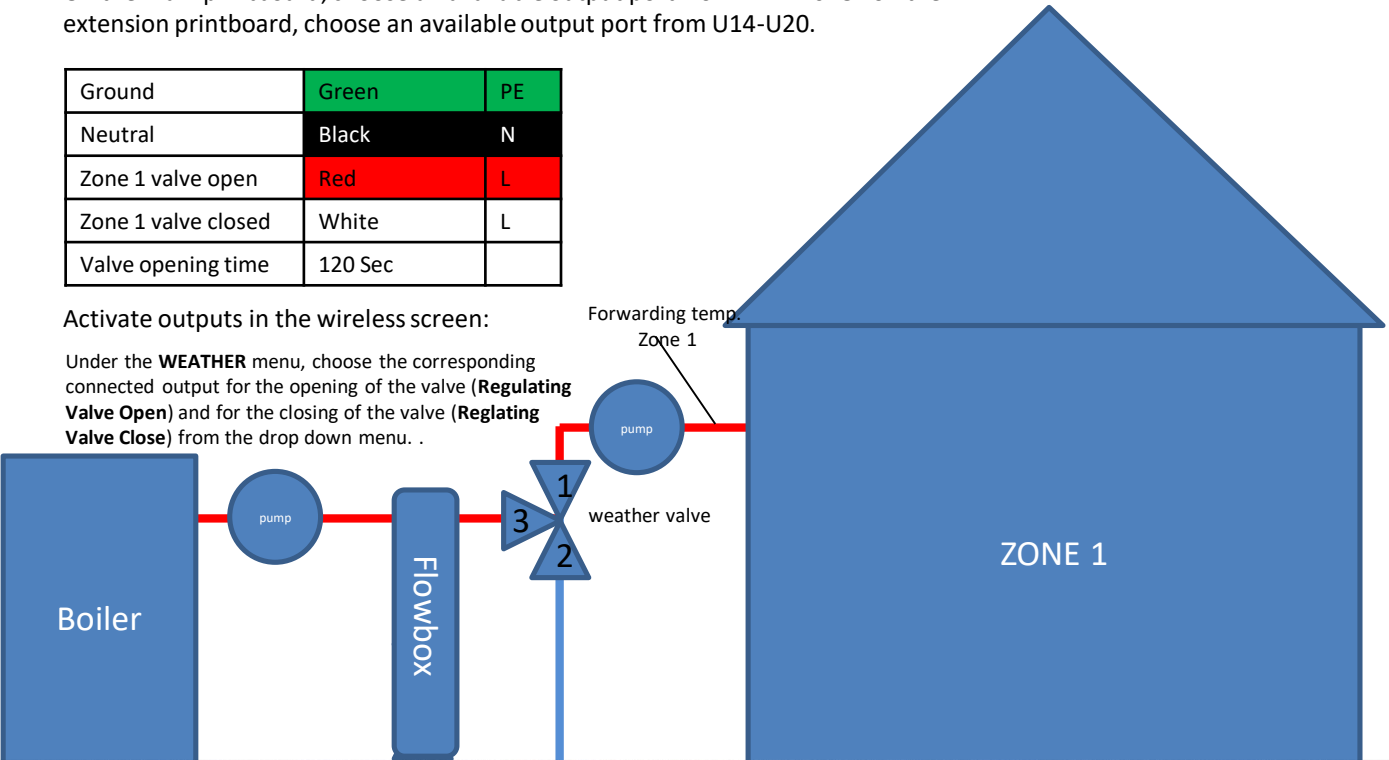 extension printboard, choose an available output port from U14-U20.
Ground Green PE
Neutral Black N
Zone 1 valve open Red L
Zone 1 valve closed White L
Valve opening time 120 Sec
Activate outputs in the wireless screen:
Under the WEATHER menu, choose the corresponding
connected output for the opening of the valve (Regulating
Valve Open) and for the closing of the valve (Reglating
Valve Close) from the drop down menu. .
Forwarding temp.
Zone 1
pump
1
3
weather valve
2
pump
Flowbox
Boiler
ZONE 1